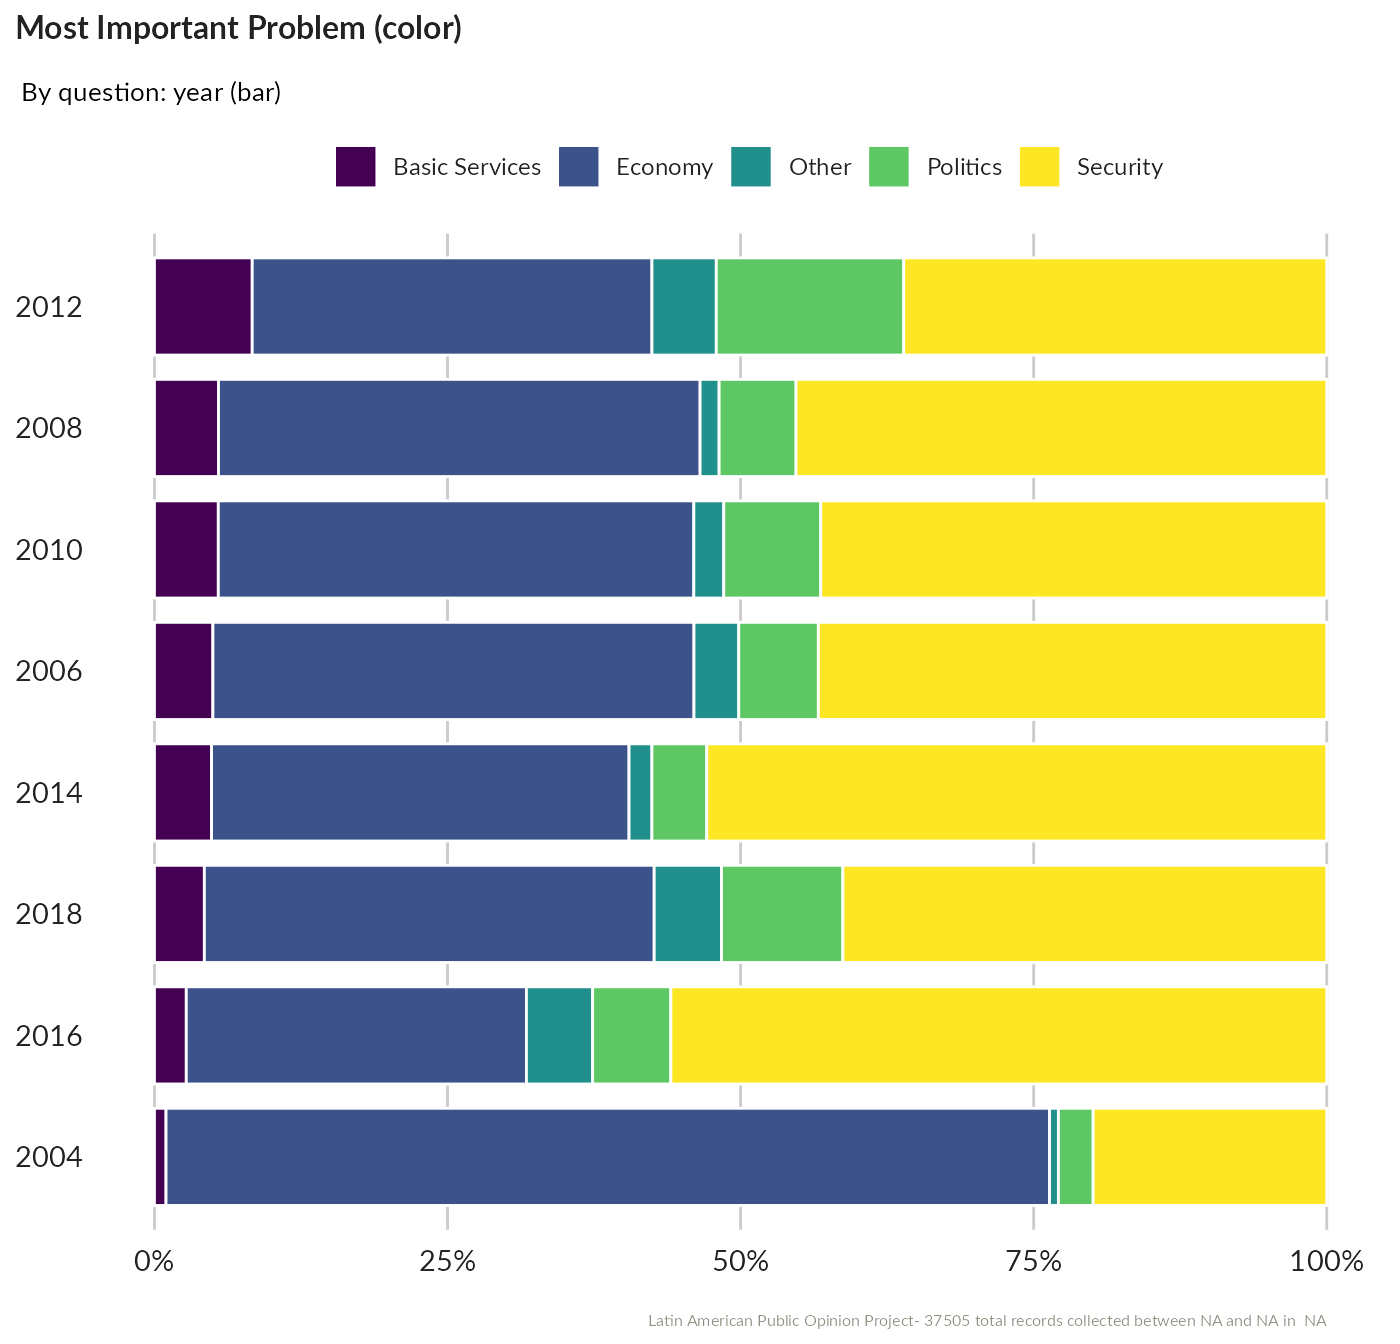 Most Important Problem (color)
By question: year (bar)
Basic Services Economy Other Politics Security
2012
2008
2010
2006
2014
2018
2016
2004
0% 25% 50% 75% 100%
Latin American Public Opinion Project- 37505 total records collected between NA and NA in  NA